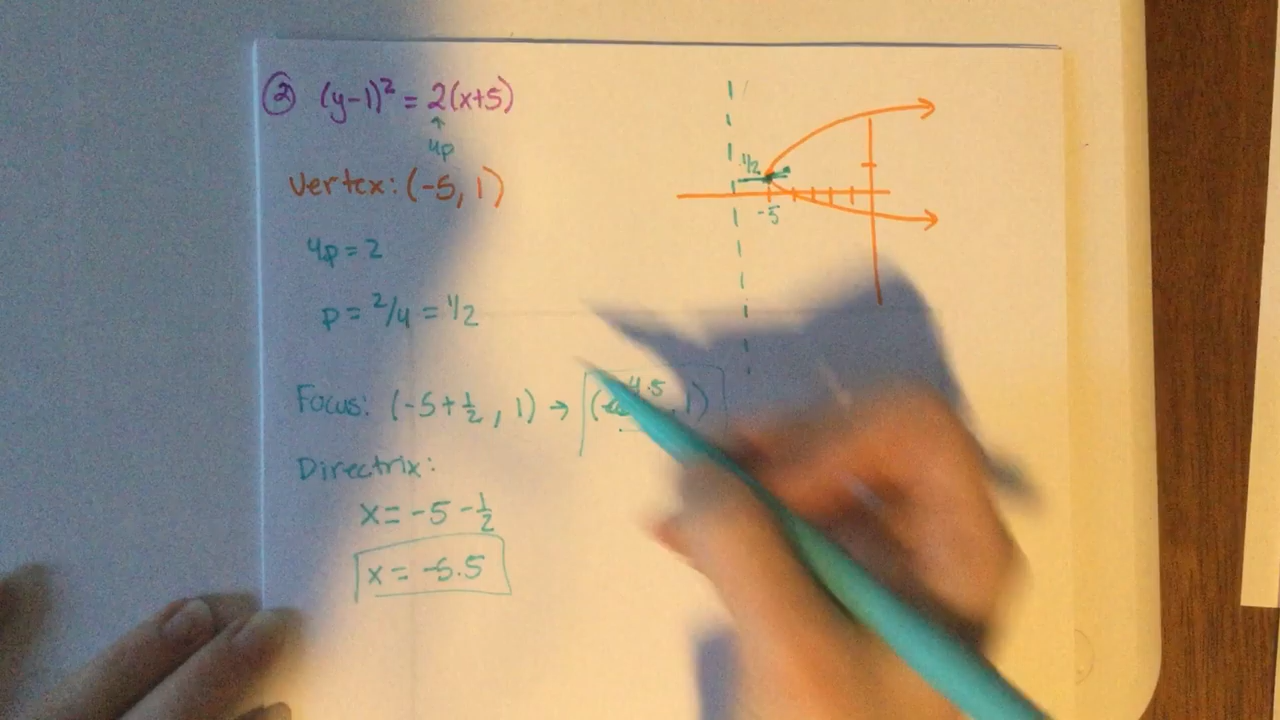 ② (y-1)² = 2(x+5)
↑
4p
Vertex: (-5, 1)
4p = 2
p = 2/4 = 1/2
Focus: (-5 + 1/2, 1) → ( 4.5, 1)
Directrix:
x = -5 - 1/2
x = -5.5
1/2
-5